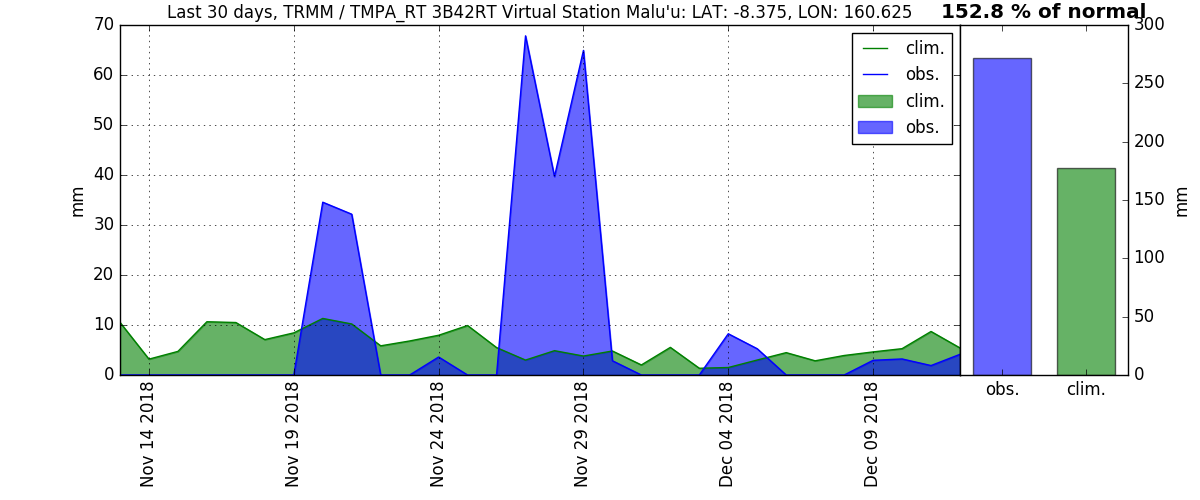 Last 30 days, TRMM / TMPA_RT 3B42RT Virtual Station Malu'u: LAT: -8.375, LON: 160.625
152.8 % of normal
70
60
50
40
30
20
10
0
mm
clim.
obs.
clim.
obs.
Nov 14 2018
Nov 19 2018
Nov 24 2018
Nov 29 2018
Dec 04 2018
Dec 09 2018
300
250
200
150
100
50
0
mm
obs.
clim.